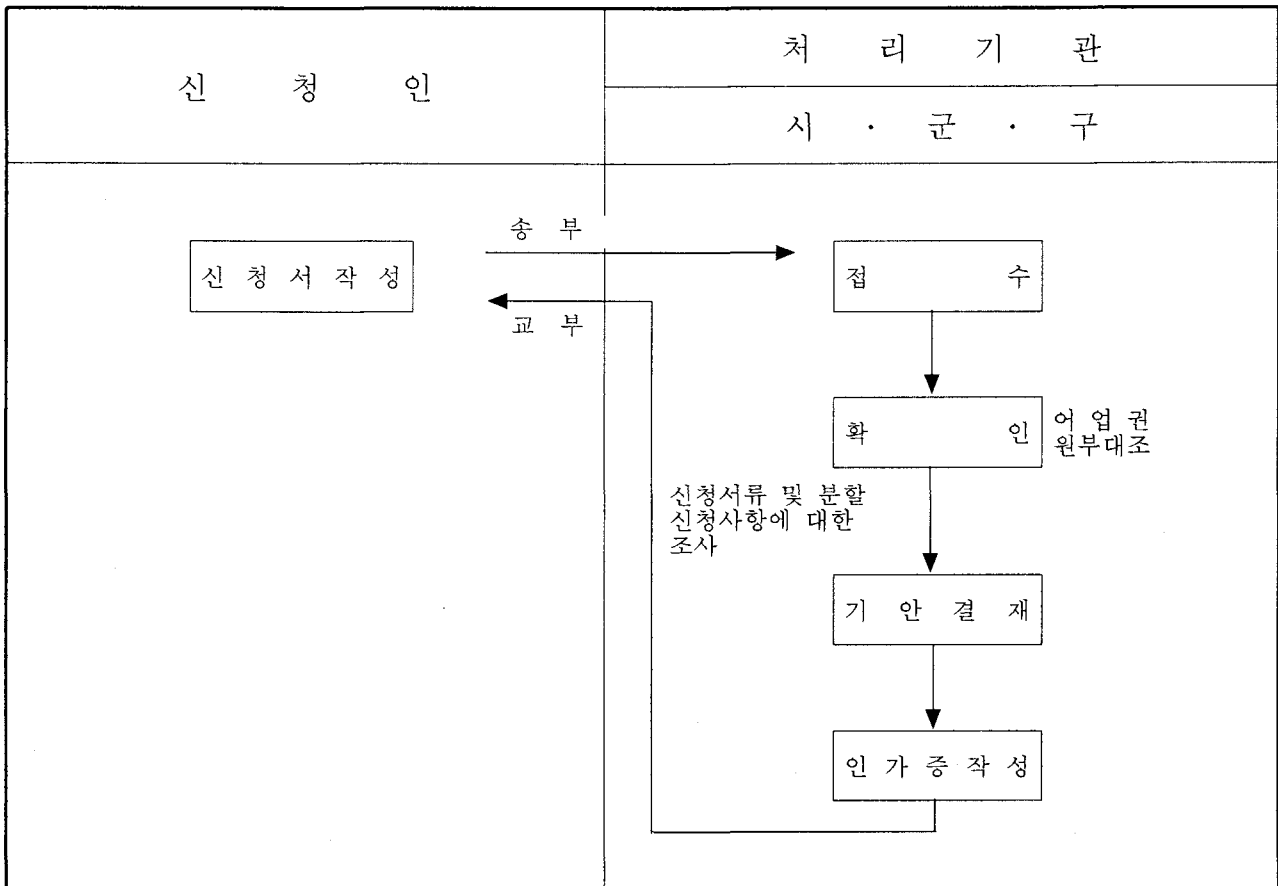 신 청 인
처 리 기 관
시 · 군 · 구
송 부
신 청 서 작 성
접 수
교 부
확 인
어 업 권
원부대조
신청서류 및 분할
신청사항에 대한
조사
기 안 결 재
인 가 증 작 성